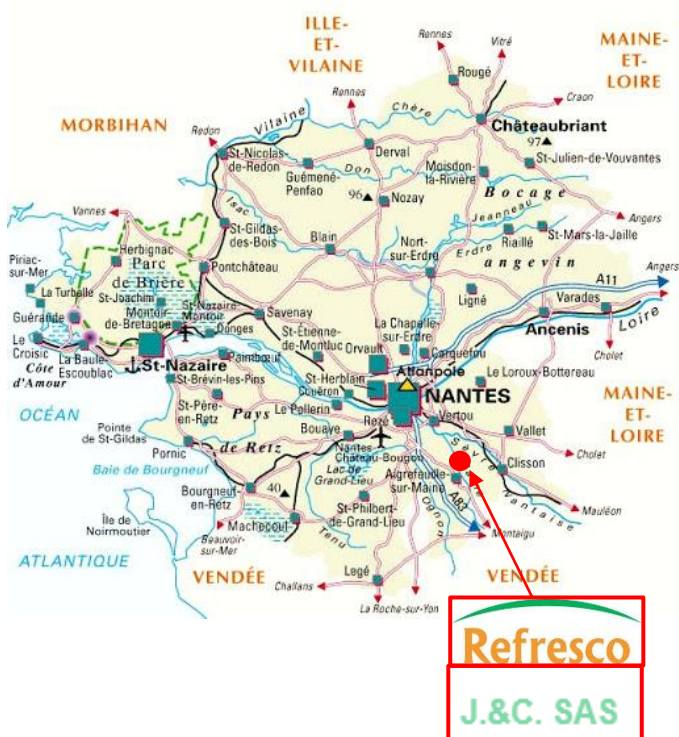 ILLE-
ET-
VILAINE
Rennes
Vitré
MAINE-
ET-
LOIRE
Rougé
Craon
Rennes
MORBIHAN
Redon
Vilaine
Chère
Châteaubriant
97
St-Nicolas-
de-Redon
Derval
Don
Guémené-
Penfao
Moisdon-
la-Rivière
St-Julien-de-Vouvantes
96
Nozay
Bocage
Vannes
Isac
St-Gildas-
des-Bois
Blain
Nort-
sur-Erdre
Erdre
Jeanneau
Riaillé
St-Mars-la-Jaille
Angers
Piriac-
sur-Mer
Herbignac
Parc
de Brière
Pontchâteau
angevin
A11
Angers
La Turballe
St-Joachim
Ligné
Varades
Loire
Guérande
Montoir-
de-Bretagne
St-Nazaire-
Montoir
Donges
Savenay
St-Etienne-
de-Montluc
La Chapelle-
sur-Erdre
Ancenis
Le
Croisic
La Baule-
Escoublac
St-Nazaire
Paimbœuf
Orvault
Carquefou
Cholet
Côte
d'Amour
St-Brévin-les-Pins
St-Herblain
Couëron
Atlanpole
NANTES
Le Loroux-Bottereau
MAINE-
ET-
LOIRE
OCÉAN
St-Père-
en-Retz
Pays
de Retz
Le Pellerin
Bouaye
Rezé
Vertou
Vallet
Cholet
Pointe
de St-Gildas
Pornic
Nantes
Château-Bougon
Lac de
Grand-Lieu
Sèvre
Nantaise
Clisson
Baie de Bourgneuf
Bourgneuf-
en-Retz
40
Aigrefeuille-
sur-Maine
A83
Ognon
Mauléon
Île de
Noirmoutier
Machecoul
St-Philbert-
de-Grand-Lieu
Tenu
Montaigu
Beauvoir-
sur-Mer
ATLANTIQUE
VENDÉE
Challans
Legé
La Roche-sur-Yon
VENDÉE
Refresco
J.&C. SAS